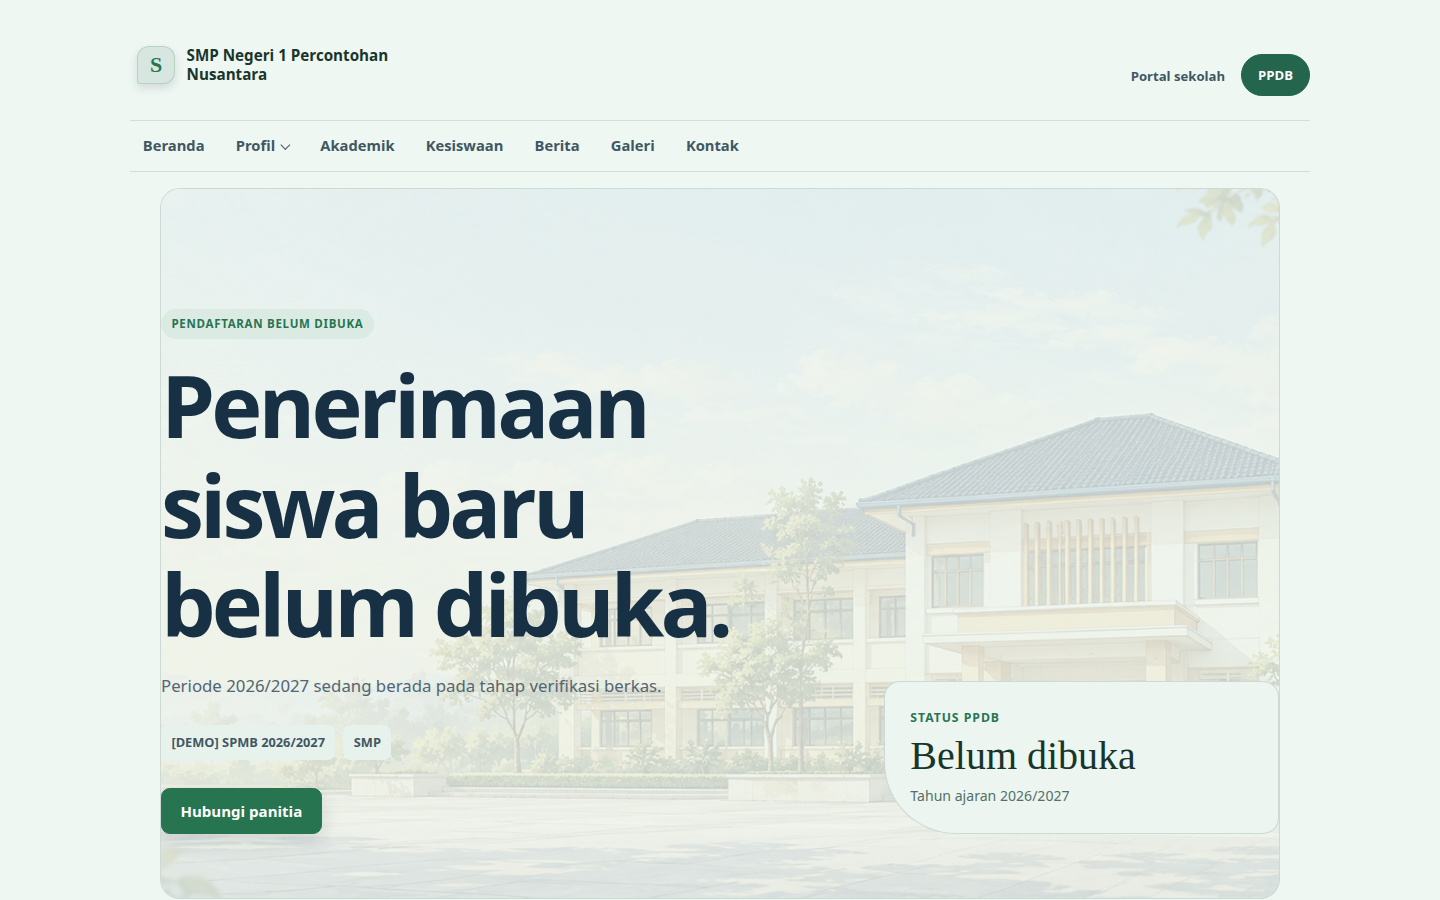 S
SMP Negeri 1 Percontohan
Nusantara
Portal sekolah
PPDB
Beranda
Profil
Akademik
Kesiswaan
Berita
Galeri
Kontak
PENDAFTARAN BELUM DIBUKA
Penerimaan
siswa baru
belum dibuka.
Periode 2026/2027 sedang berada pada tahap verifikasi berkas.
[DEMO] SPMB 2026/2027
SMP
Hubungi panitia
STATUS PPDB
Belum dibuka
Tahun ajaran 2026/2027